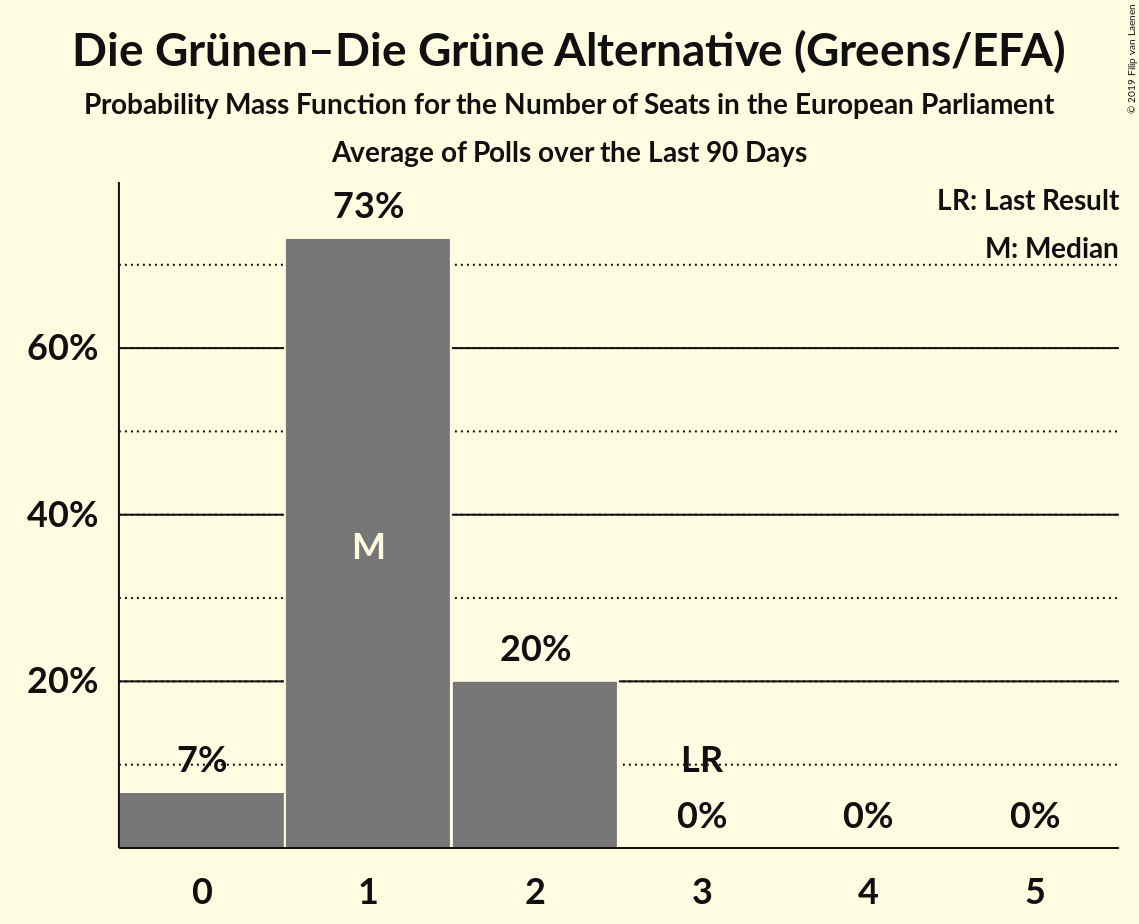 Die Grünen–Die Grüne Alternative (Greens/EFA)
Probability Mass Function for the Number of Seats in the European Parliament
Average of Polls over the Last 90 Days
© 2019 Filip van Laenen
LR: Last Result
M: Median
73%
60%
40%
M
20%
20%
7%
LR
0%
0%
0%
0
1
2
3
4
5